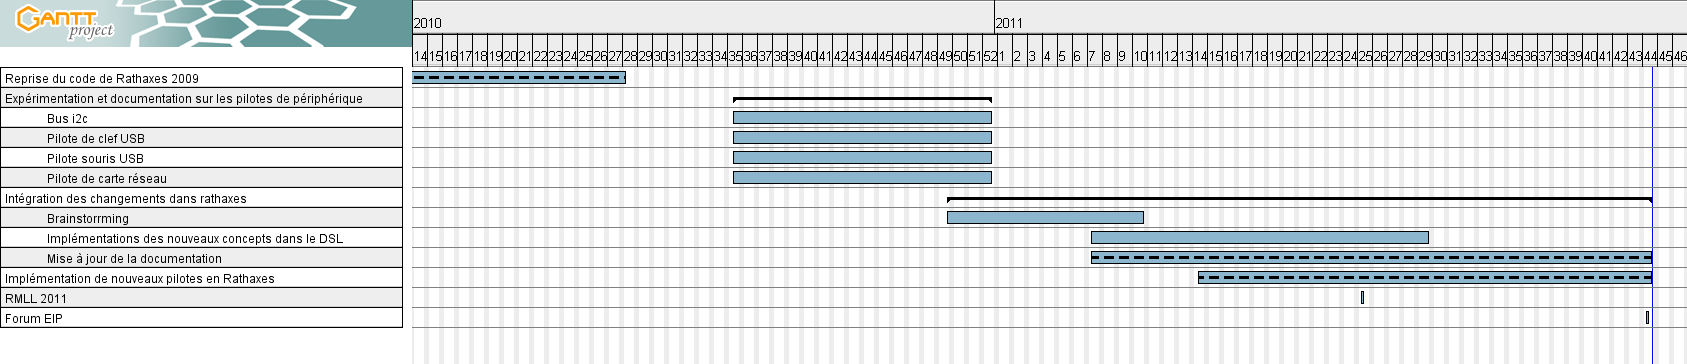 GANTT
project
2010 2011
14 15 16 17 18 19 20 21 22 23 24 25 26 27 28 29 30 31 32 33 34 35 36 37 38 39 40 41 42 43 44 45 46 47 48 49 50 51 52 1 2 3 4 5 6 7 8 9 10 11 12 13 14 15 16 17 18 19 20 21 22 23 24 25 26 27 28 29 30 31 32 33 34 35 36 37 38 39 40 41 42 43 44 45 46
Reprise du code de Rathaxes 2009
Expérimentation et documentation sur les pilotes de périphérique
Bus i2c
Pilote de clef USB
Pilote souris USB
Pilote de carte réseau
Intégration des changements dans rathaxes
Brainstorrming
Implémentations des nouveaux concepts dans le DSL
Mise à jour de la documentation
Implémentation de nouveaux pilotes en Rathaxes
RMLL 2011
Forum EIP